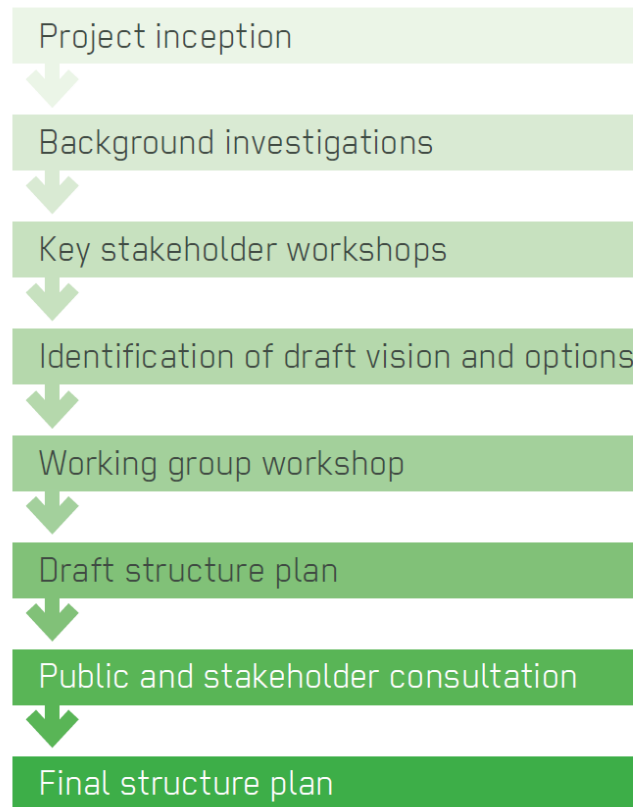 Project inception
Background investigations
Key stakeholder workshops
Identification of draft vision and options
Working group workshop
Draft structure plan
Public and stakeholder consultation
Final structure plan